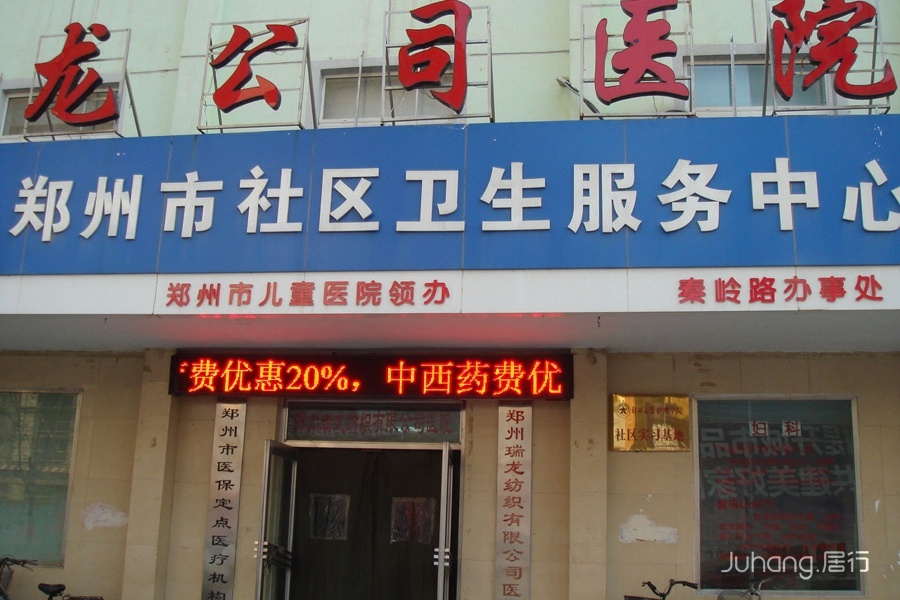 龙公司医院
郑州市社区卫生服务中心
郑州市儿童医院领办
秦岭路办事处
费优惠20%，中西药费优
郑州市医保定点医疗机构
郑州瑞龙纺织有限公司医
社区实习基地
妇科
Juhang.居行